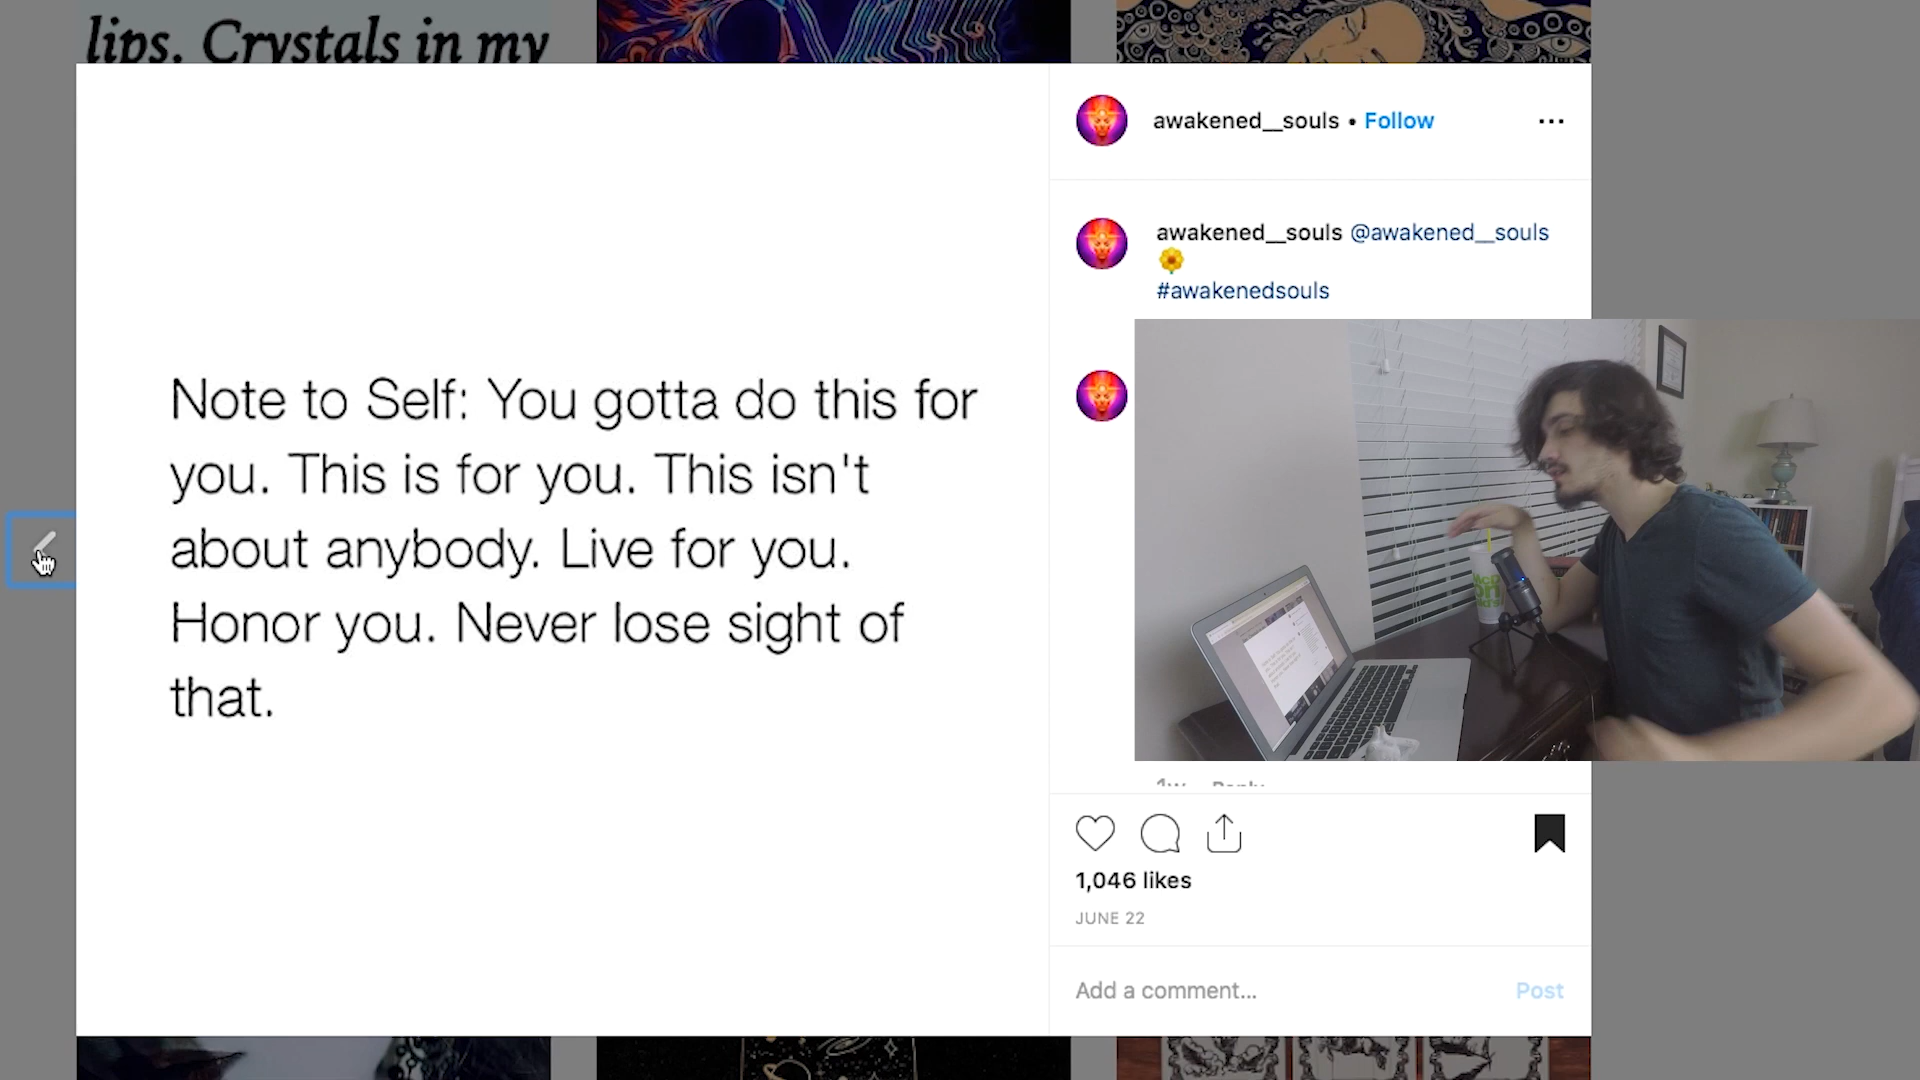 lips. Crystals in my
awakened__souls • Follow
awakened__souls @awakened__souls
#awakenedsouls
Note to Self: You gotta do this for
you. This is for you. This isn't
about anybody. Live for you.
Honor you. Never lose sight of
that.
1w Reply
1,046 likes
JUNE 22
Add a comment...
Post